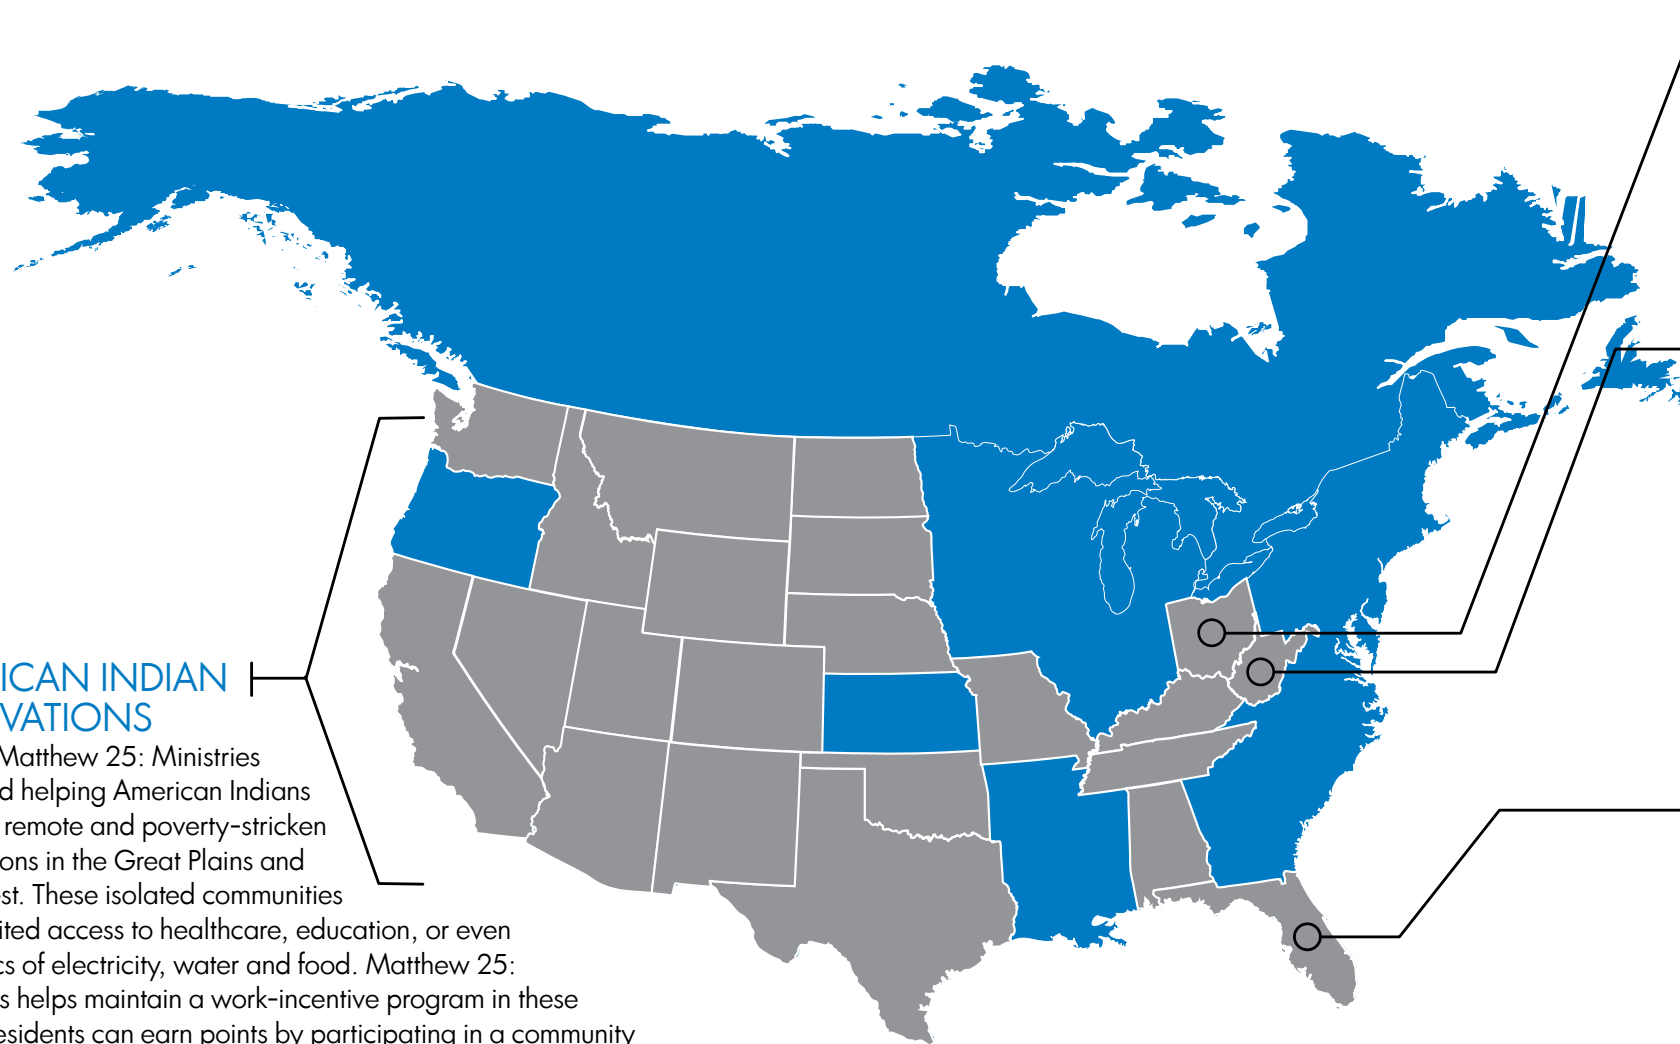 ICAN INDIAN
VATIONS
Matthew 25: Ministries
d helping American Indians
remote and poverty-stricken
ons in the Great Plains and
est. These isolated communities
ited access to healthcare, education, or even
cs of electricity, water and food. Matthew 25:
s helps maintain a work-incentive program in these
esidents can earn points by participating in a community